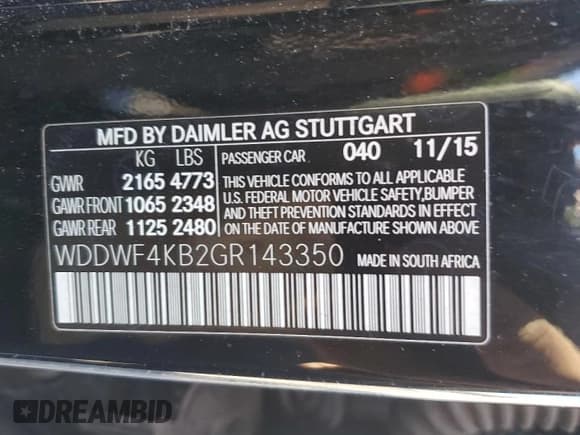 MFD BY DAIMLER AG STUTTGART
KG LBS PASSENGER CAR 040 11/15
GVWR 2165 4773
GAWR FRONT 1065 2348
GAWR REAR 1125 2480
THIS VEHICLE CONFORMS TO ALL APPLICABLE
U.S. FEDERAL MOTOR VEHICLE SAFETY,BUMPER
AND THEFT PREVENTION STANDARDS IN EFFECT
ON THE DATE OF MANUFACTURE SHOWN ABOVE.
WDDWF4KB2GR143350 MADE IN SOUTH AFRICA
DREAMBID